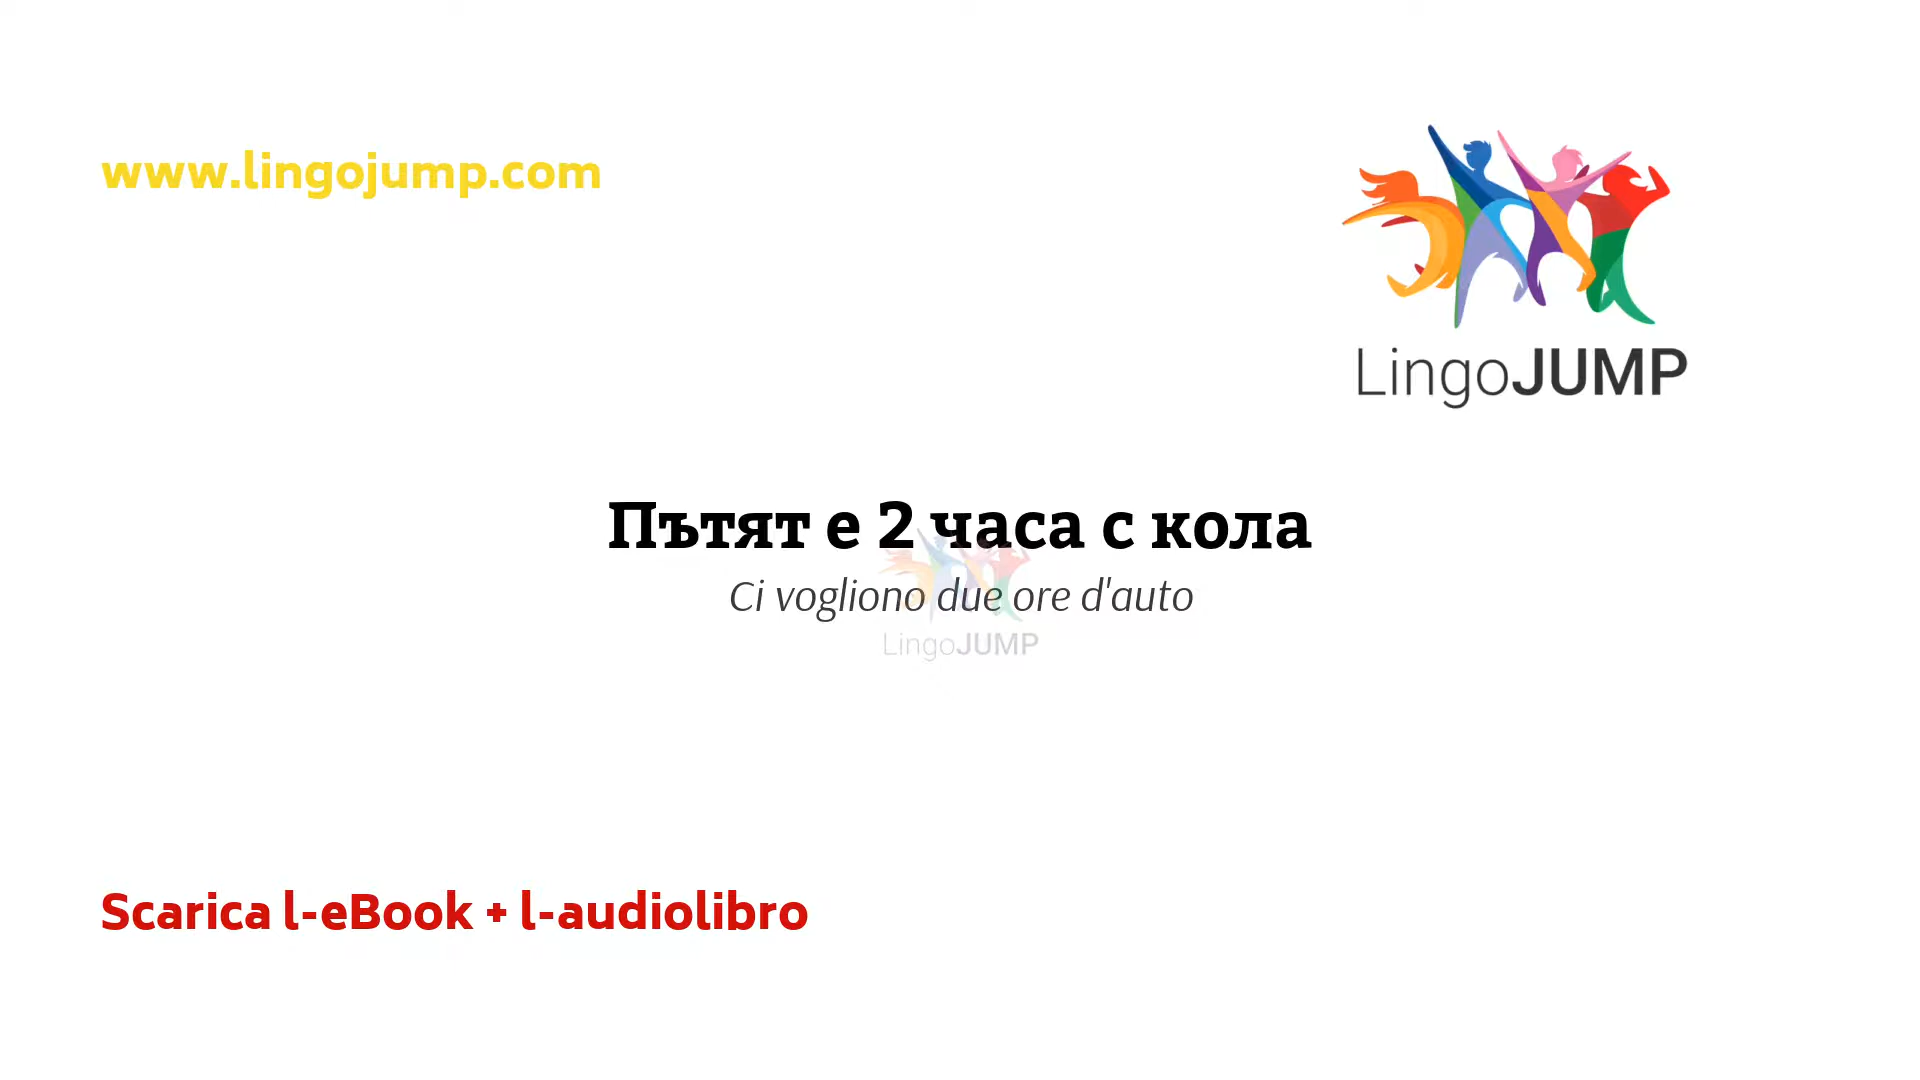 www.lingojump.com
LingoJUMP
Пътят е 2 часа с кола
Ci vogliono due ore d'auto
LingoJUMP
Scarica l-eBook + l-audiolibro